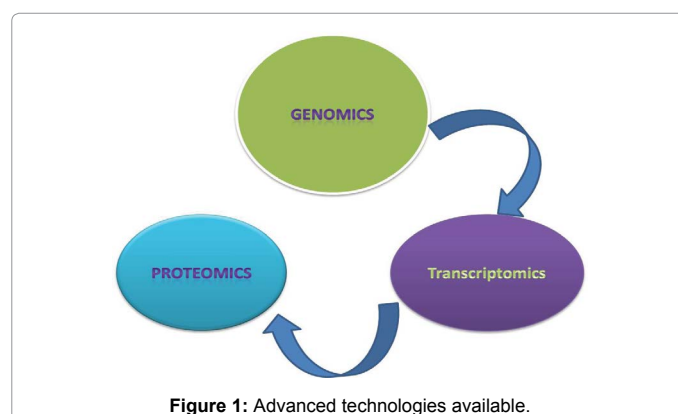 GENOMICS
PROTEOMICS
Transcriptomics
Figure 1: Advanced technologies available.